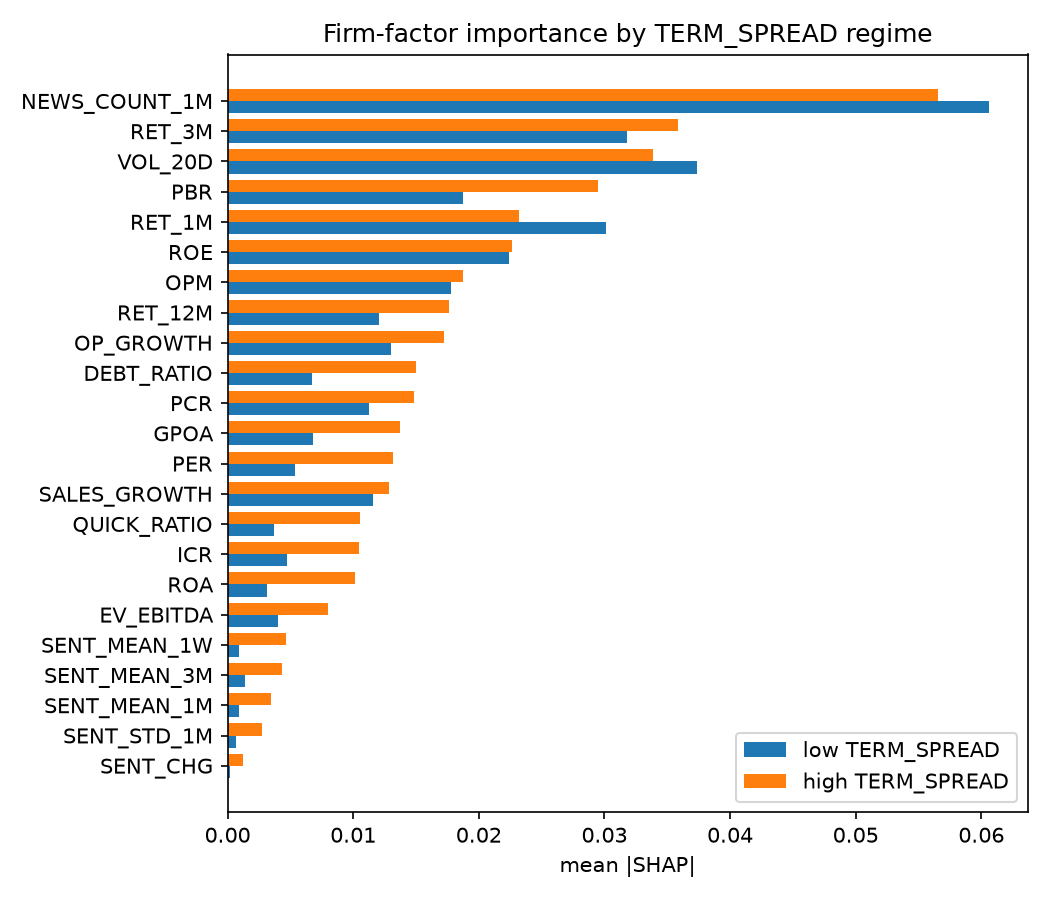 Firm-factor importance by TERM_SPREAD regime
NEWS_COUNT_1M
RET_3M
VOL_20D
PBR
RET_1M
ROE
OPM
RET_12M
OP_GROWTH
DEBT_RATIO
PCR
GPOA
PER
SALES_GROWTH
QUICK_RATIO
ICR
ROA
EV_EBITDA
SENT_MEAN_1W
SENT_MEAN_3M
SENT_MEAN_1M
SENT_STD_1M
SENT_CHG
low TERM_SPREAD
high TERM_SPREAD
0.00 0.01 0.02 0.03 0.04 0.05 0.06
mean |SHAP|